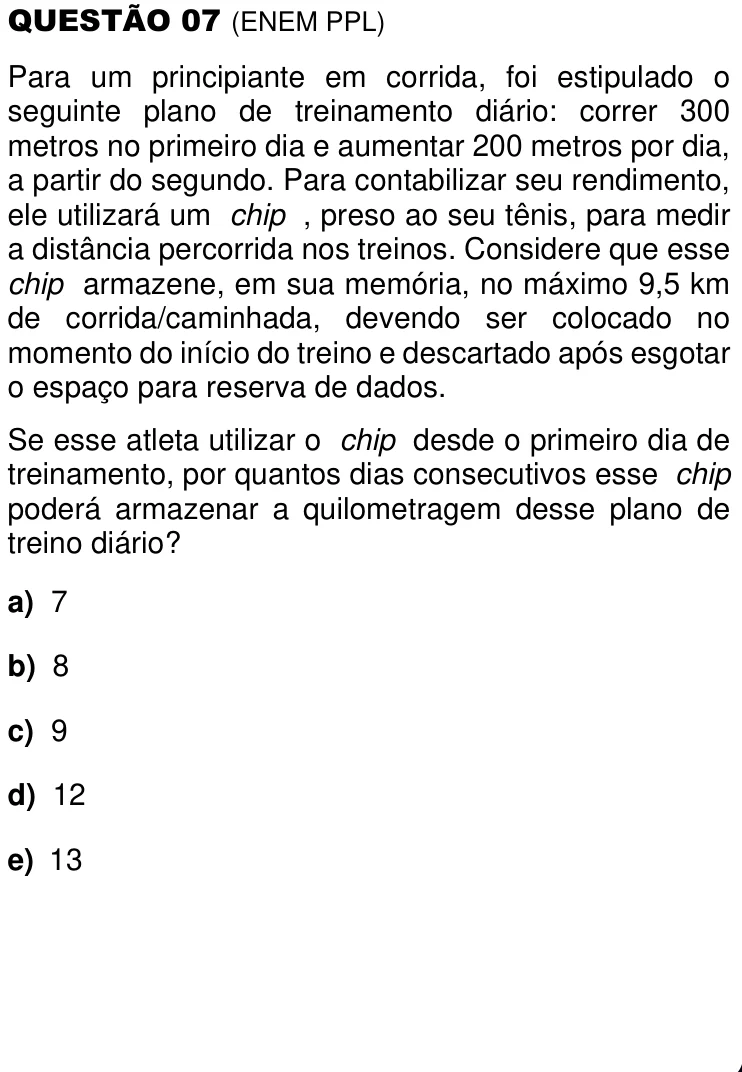 QUESTÃO 07 (ENEM PPL)
Para um principiante em corrida, foi estipulado o
seguinte plano de treinamento diário: correr 300
metros no primeiro dia e aumentar 200 metros por dia,
a partir do segundo. Para contabilizar seu rendimento,
ele utilizará um chip , preso ao seu tênis, para medir
a distância percorrida nos treinos. Considere que esse
chip armazene, em sua memória, no máximo 9,5 km
de corrida/caminhada, devendo ser colocado no
momento do início do treino e descartado após esgotar
o espaço para reserva de dados.
Se esse atleta utilizar o chip desde o primeiro dia de
treinamento, por quantos dias consecutivos esse chip
poderá armazenar a quilometragem desse plano de
treino diário?
a) 7
b) 8
c) 9
d) 12
e) 13